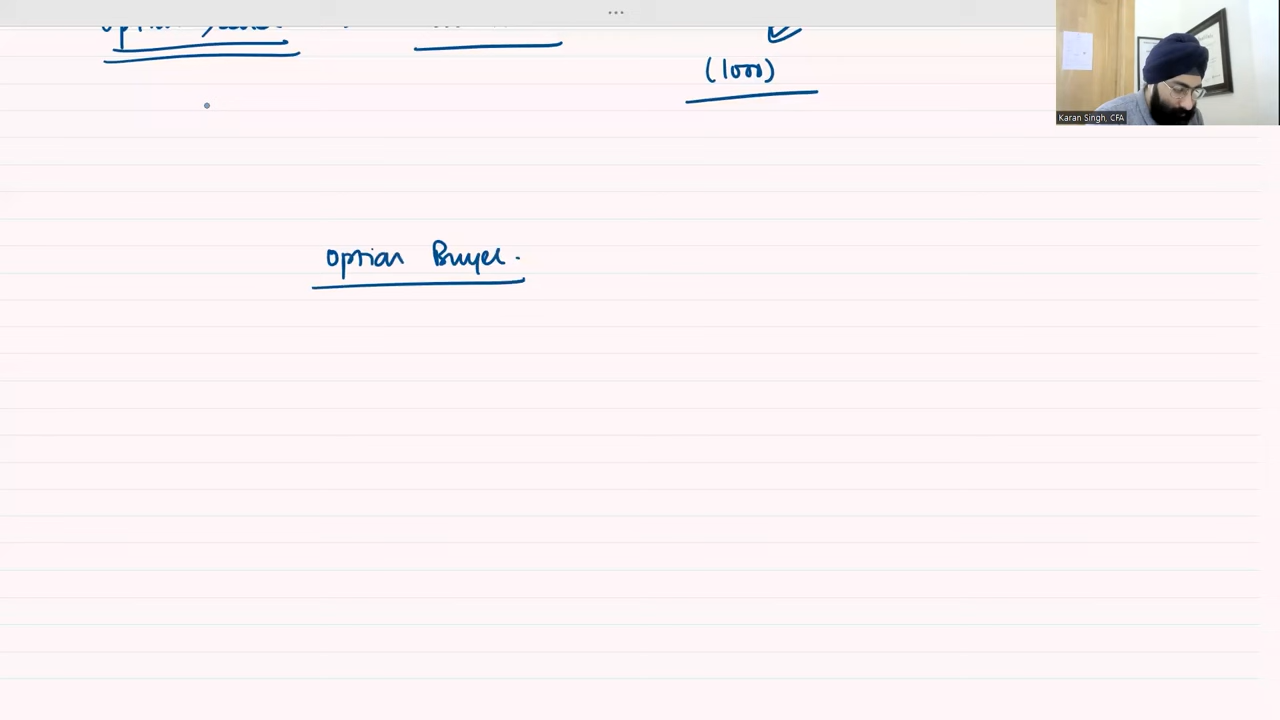 (1000)
Karan Singh, CFA
Option Buyer.